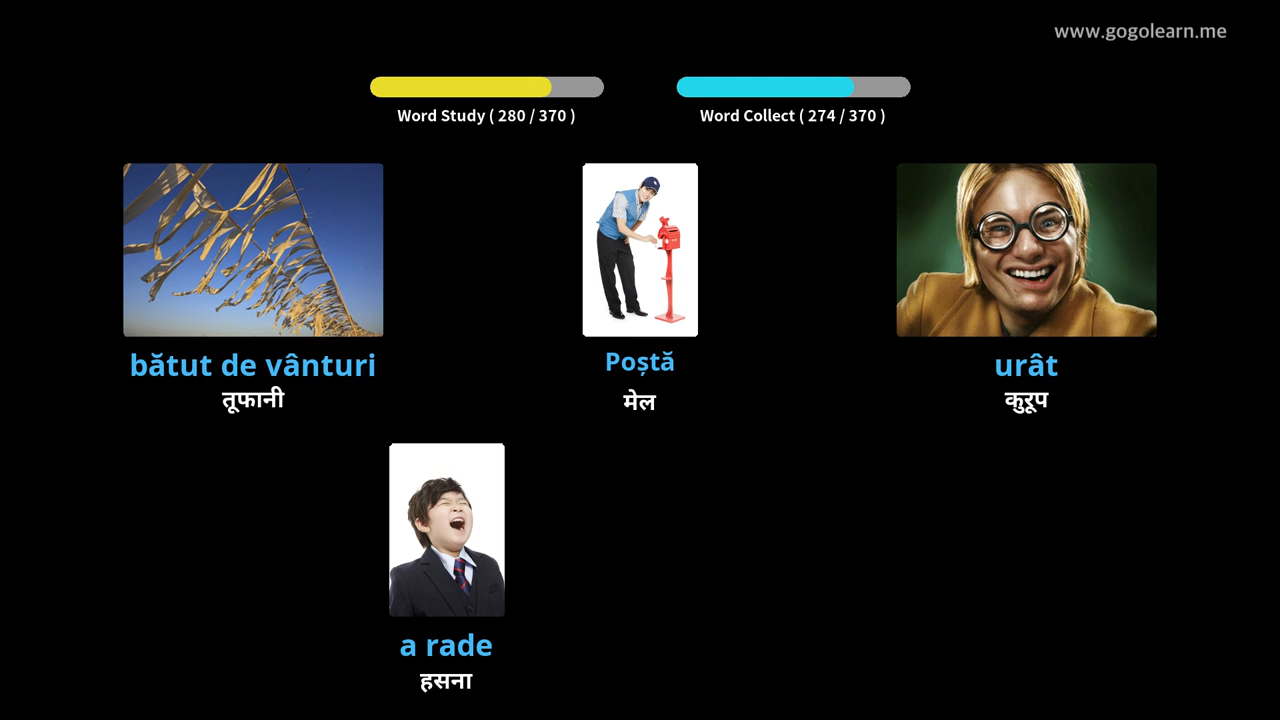 www.gogolearn.me
Word Study ( 280 / 370 )
Word Collect ( 274 / 370 )
bătut de vânturi
तूफानी
Poștă
मेल
urât
कुरूप
a rade
हसना